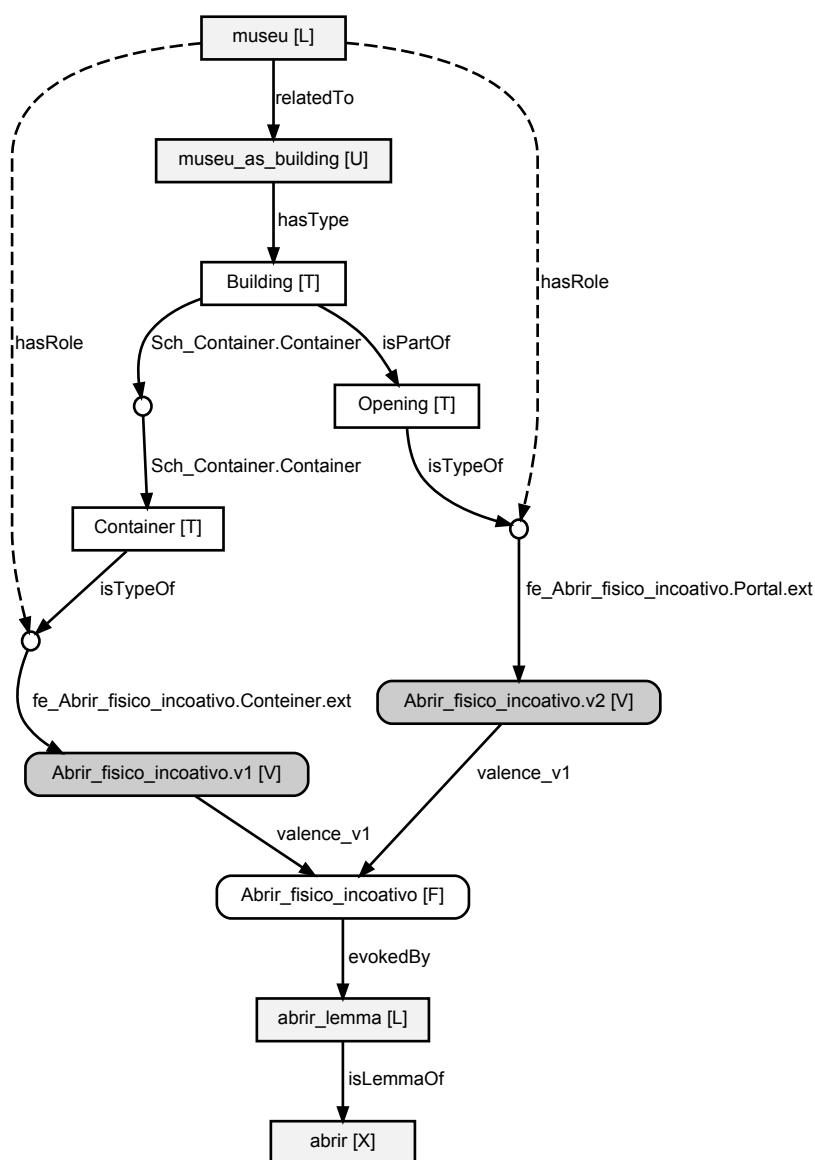 museu [L]
relatedTo
museu_as_building [U]
hasType
Building [T]
hasRole
hasRole
Sch_Container.Container
isPartOf
Opening [T]
Sch_Container.Container
isTypeOf
Container [T]
isTypeOf
fe_Abrir_fisico_incoativo.Portal.ext
fe_Abrir_fisico_incoativo.Conteiner.ext
Abrir_fisico_incoativo.v2 [V]
Abrir_fisico_incoativo.v1 [V]
valence_v1
valence_v1
Abrir_fisico_incoativo [F]
evokedBy
abrir_lemma [L]
isLemmaOf
abrir [X]